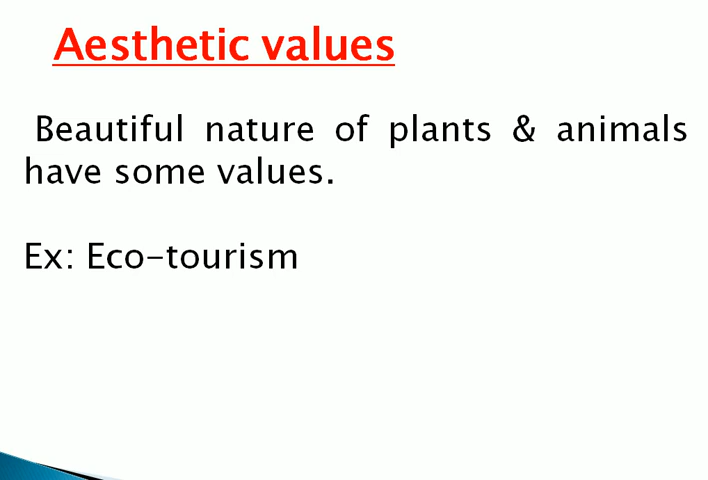 Aesthetic values
Beautiful nature of plants & animals
have some values.
Ex: Eco-tourism